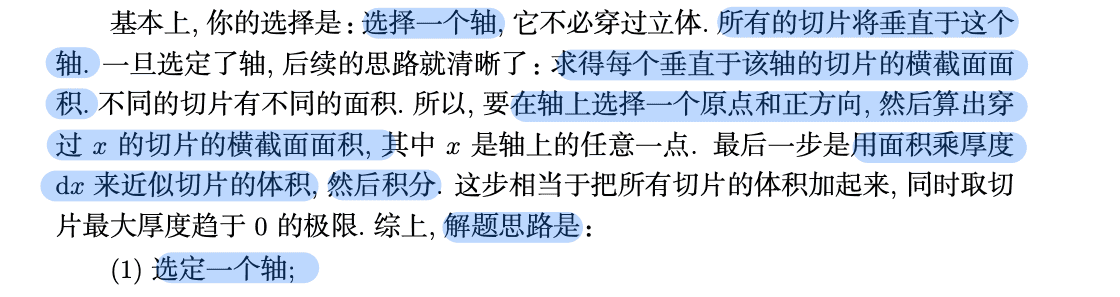 基本上, 你的选择是: 选择一个轴, 它不必穿过立体. 所有的切片将垂直于这个
轴. 一旦选定了轴, 后续的思路就清晰了: 求得每个垂直于该轴的切片的横截面面
积. 不同的切片有不同的面积. 所以, 要在轴上选择一个原点和正方向, 然后算出穿
过 x 的切片的横截面面积, 其中 x 是轴上的任意一点. 最后一步是用面积乘厚度
dx 来近似切片的体积, 然后积分. 这步相当于把所有切片的体积加起来, 同时取切
片最大厚度趋于 0 的极限. 综上, 解题思路是:
(1) 选定一个轴;